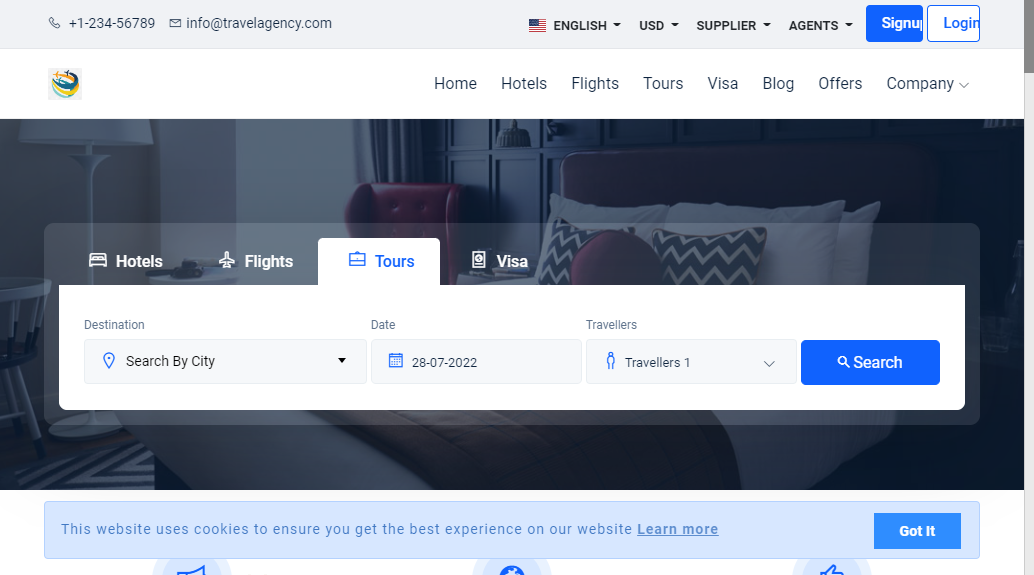 +1-234-56789 info@travelagency.com ENGLISH USD SUPPLIER AGENTS Signup Login
Home Hotels Flights Tours Visa Blog Offers Company
Hotels Flights Tours Visa
Destination Date Travellers
Search By City 28-07-2022 Travellers 1 Search
This website uses cookies to ensure you get the best experience on our website Learn more Got It